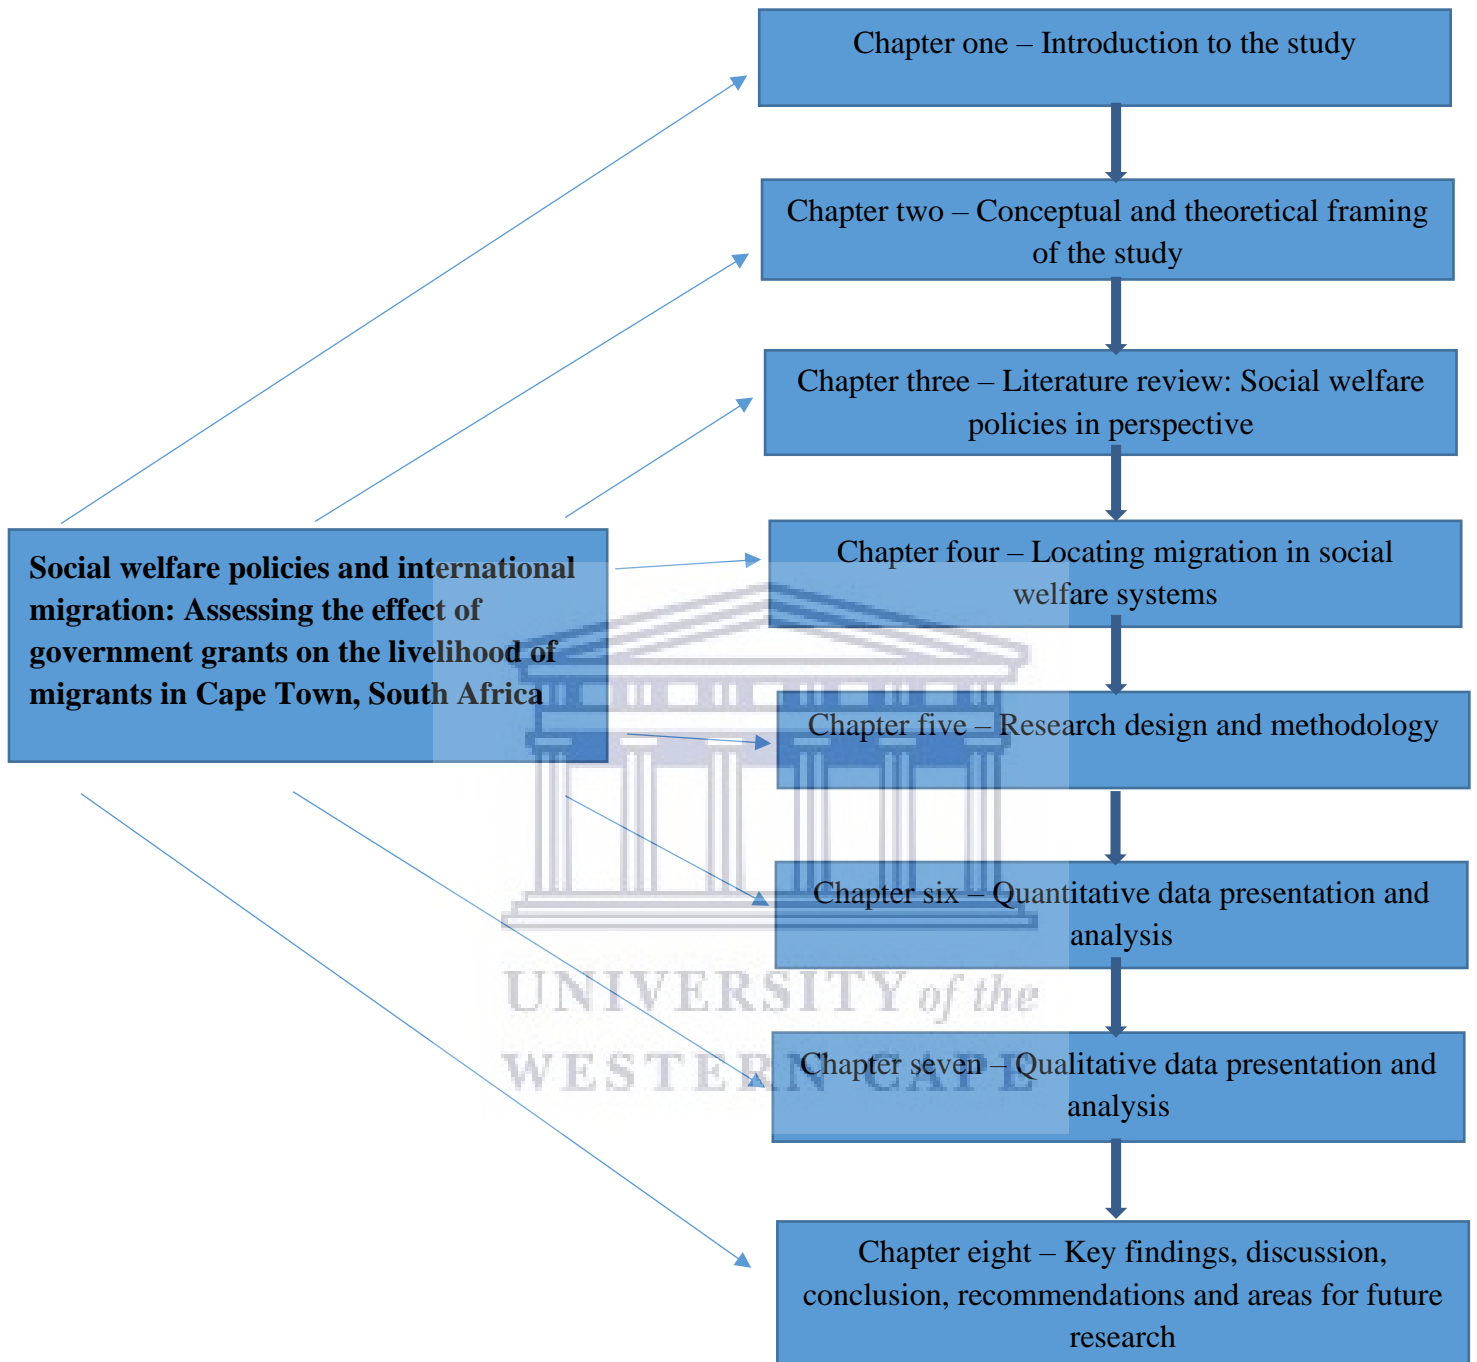 Chapter one – Introduction to the study
Chapter two – Conceptual and theoretical framing
of the study
Chapter three – Literature review: Social welfare
policies in perspective
Social welfare policies and international
migration: Assessing the effect of
government grants on the livelihood of
migrants in Cape Town, South Africa
Chapter four – Locating migration in social
welfare systems
Chapter five – Research design and methodology
Chapter six – Quantitative data presentation and
analysis
UNIVERSITY of the
WESTERN CAPE
Chapter seven – Qualitative data presentation and
analysis
Chapter eight – Key findings, discussion,
conclusion, recommendations and areas for future
research